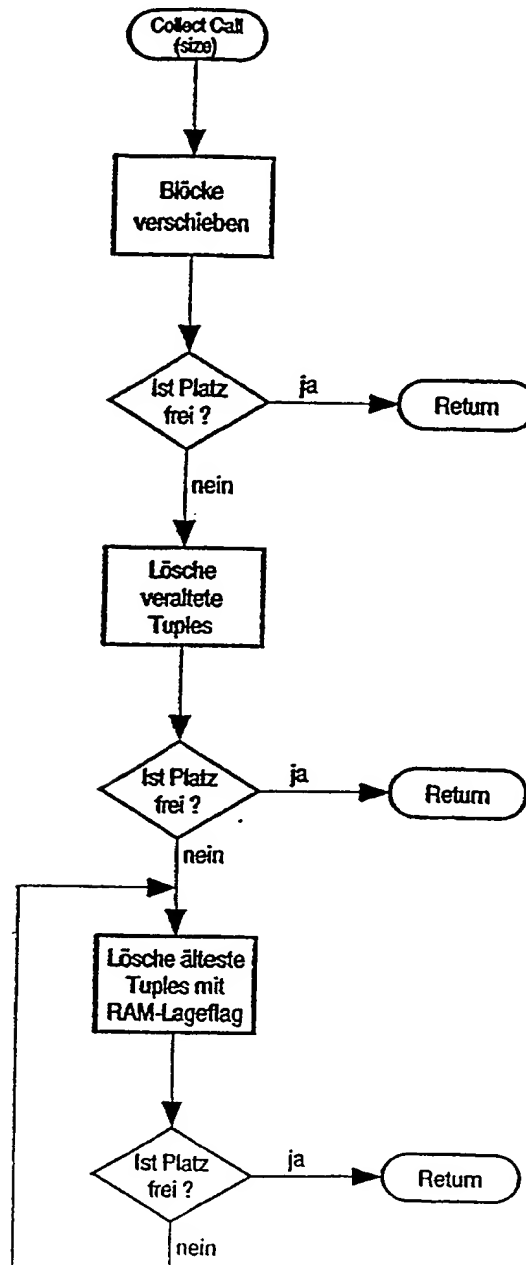 Collect Call
(size)
Blöcke
verschieben
Ist Platz
frei ?
ja
Return
nein
Lösche
veraltete
Tuples
Ist Platz
frei ?
ja
Return
nein
Lösche älteste
Tuples mit
RAM-Lageflag
Ist Platz
frei ?
ja
Return
nein